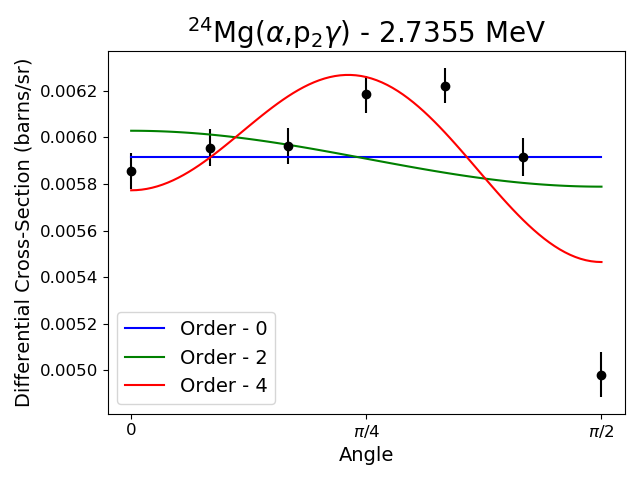 ²⁴Mg(α,p₂γ) - 2.7355 MeV
Differential Cross-Section (barns/sr)
0.0062
0.0060
0.0058
0.0056
0.0054
0.0052
0.0050
Order - 0
Order - 2
Order - 4
0
π/4
π/2
Angle